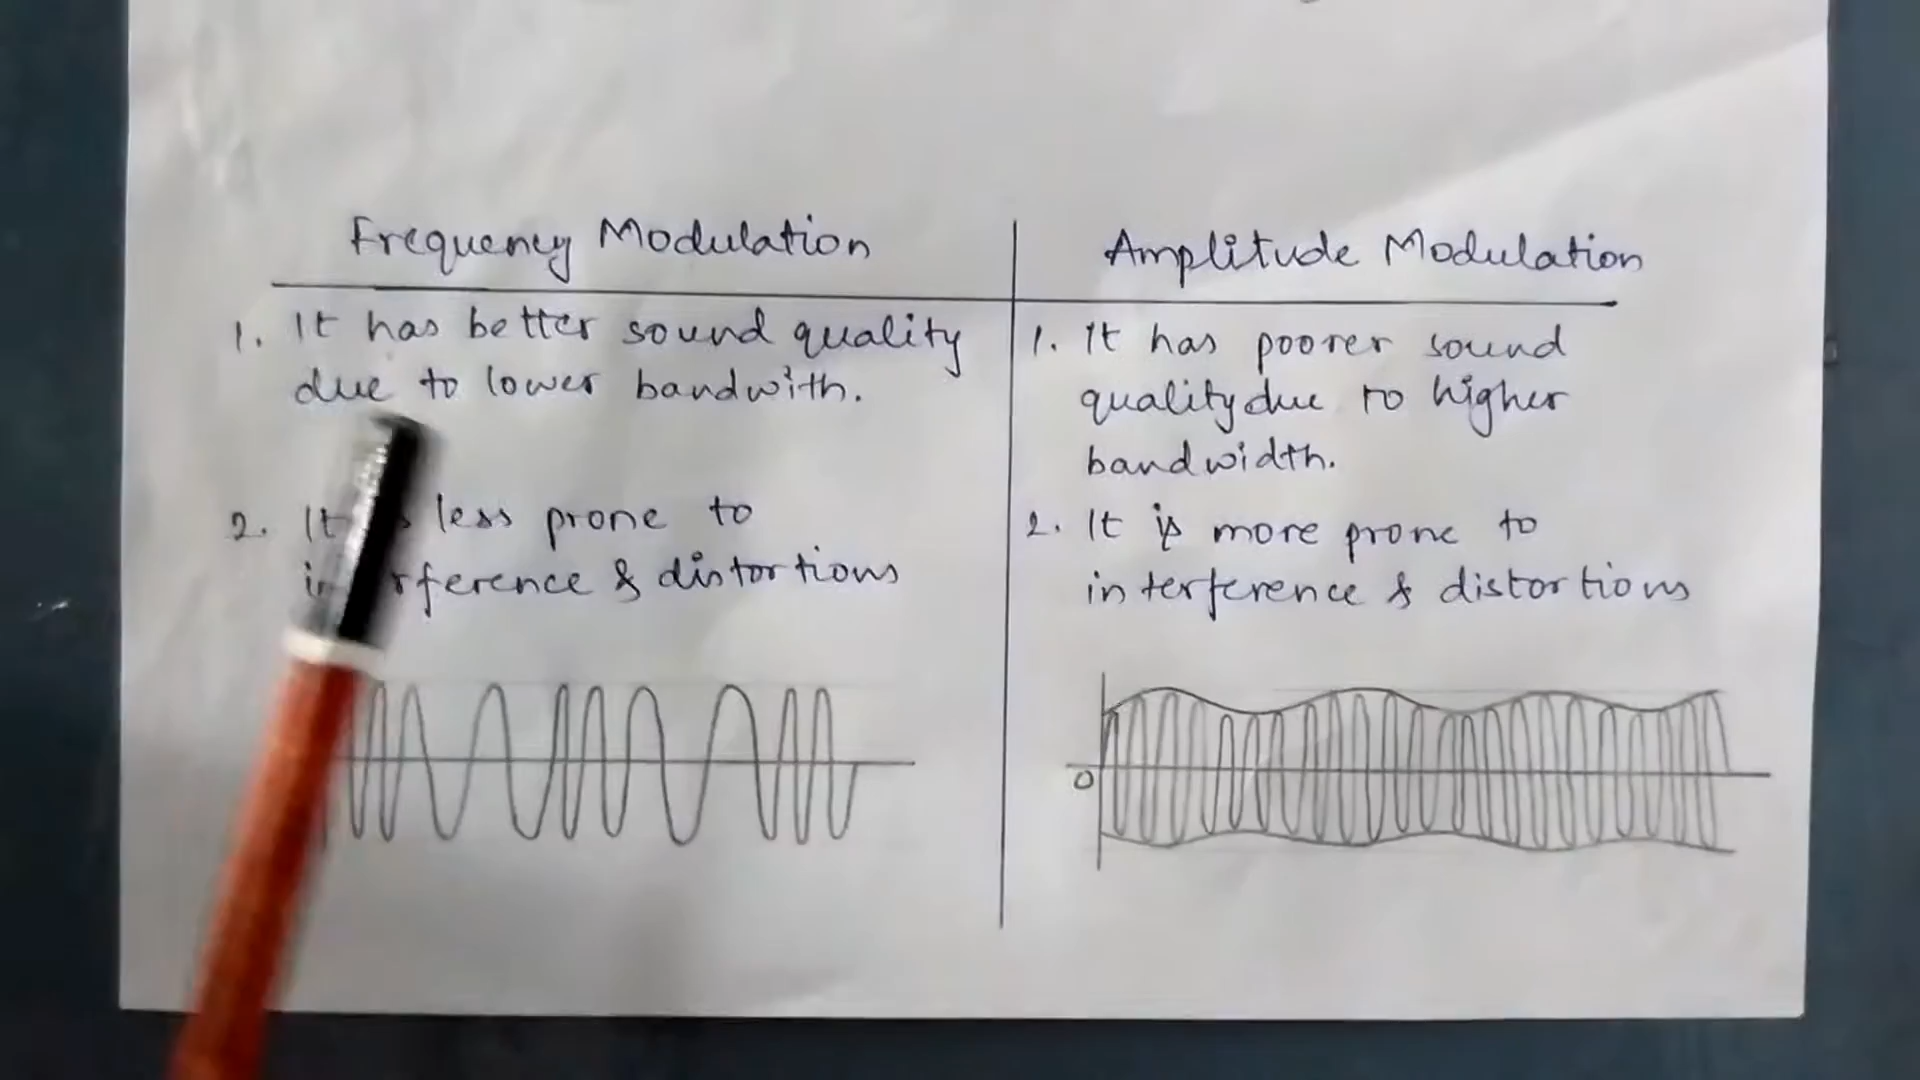 Frequency Modulation
1. It has better sound quality
due to lower bandwith.
2. It less prone to
distortions
&
Amplitude Modulation
1. It has poorer sound
quality due to higher
bandwidth.
2. It is more prone to
interference & distortions
0